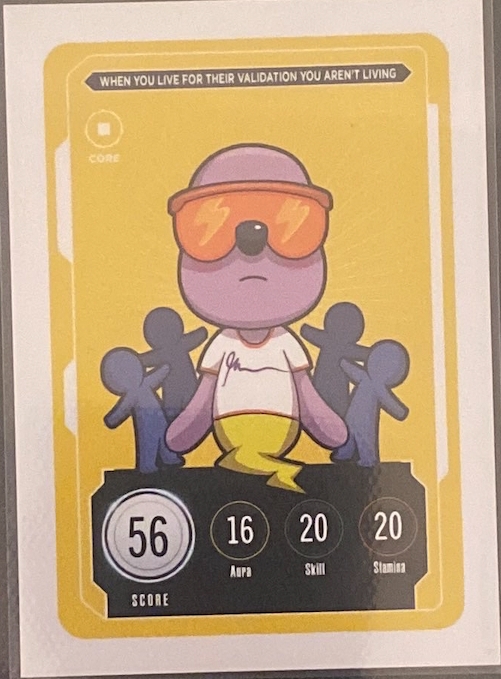 WHEN YOU LIVE FOR THEIR VALIDATION YOU AREN'T LIVING
CORE
56
16
20
20
Aura
Skill
Stamina
SCORE